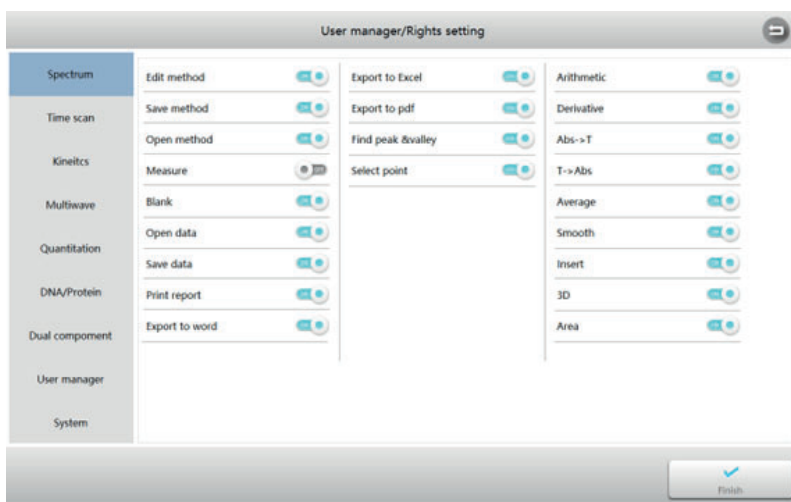 User manager/Rights setting
Spectrum
Time scan
Kineitcs
Multiwave
Quantitation
DNA/Protein
Dual compoment
User manager
System
Edit method
Save method
Open method
Measure
Blank
Open data
Save data
Print report
Export to word
Export to Excel
Export to pdf
Find peak &valley
Select point
Arithmetic
Derivative
Abs->T
T->Abs
Average
Smooth
Insert
3D
Area
Finish